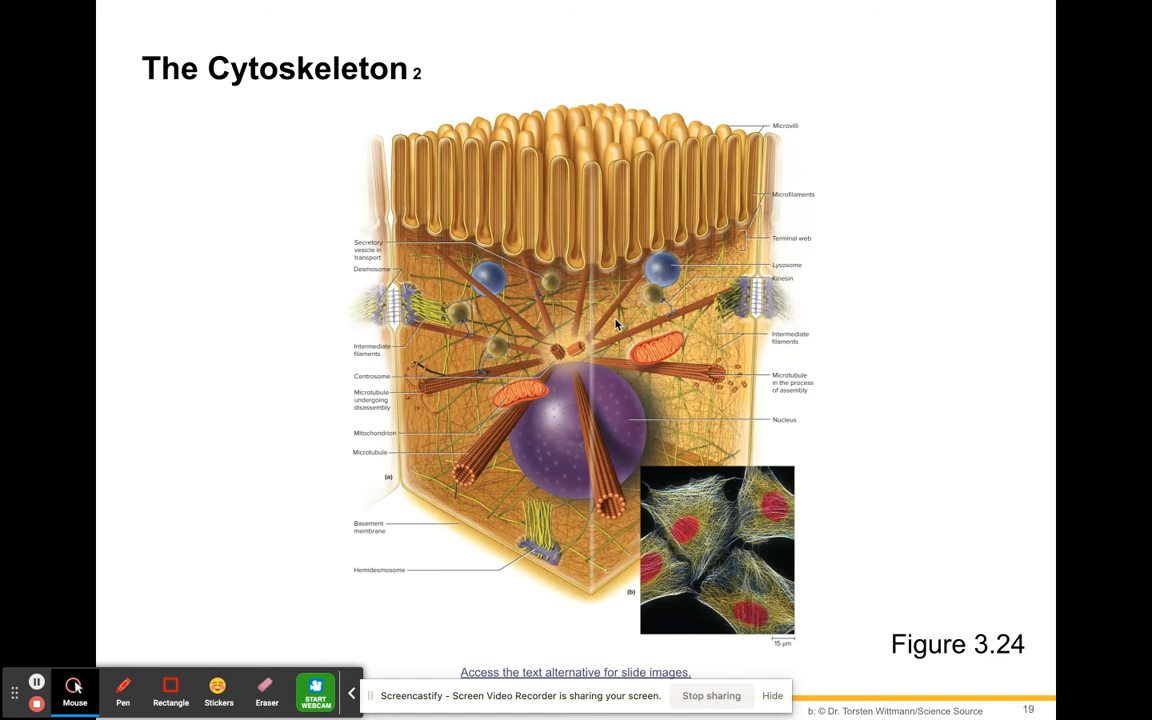 The Cytoskeleton 2
Microvilli
Microfilaments
Terminal web
Lysosome
Kinesin
Intermediate
filaments
Microtubule
in the process
of assembly
Nucleus
Secretory
vesicle in
transport
Desmosome
Intermediate
filaments
Centrosome
Microtubule
undergoing
disassembly
Mitochondrion
Microtubule
(a)
Basement
membrane
Hemidesmosome
(b)
15 µm
Figure 3.24
Access the text alternative for slide images.
Mouse
Pen
Rectangle
Stickers
Eraser
START
WEBCAM
Screencastify - Screen Video Recorder is sharing your screen.
Stop sharing
Hide
b: © Dr. Torsten Wittmann/Science Source
19